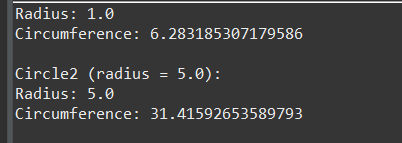 Radius: 1.0
Circumference: 6.283185307179586
Circle2 (radius = 5.0):
Radius: 5.0
Circumference: 31.41592653589793